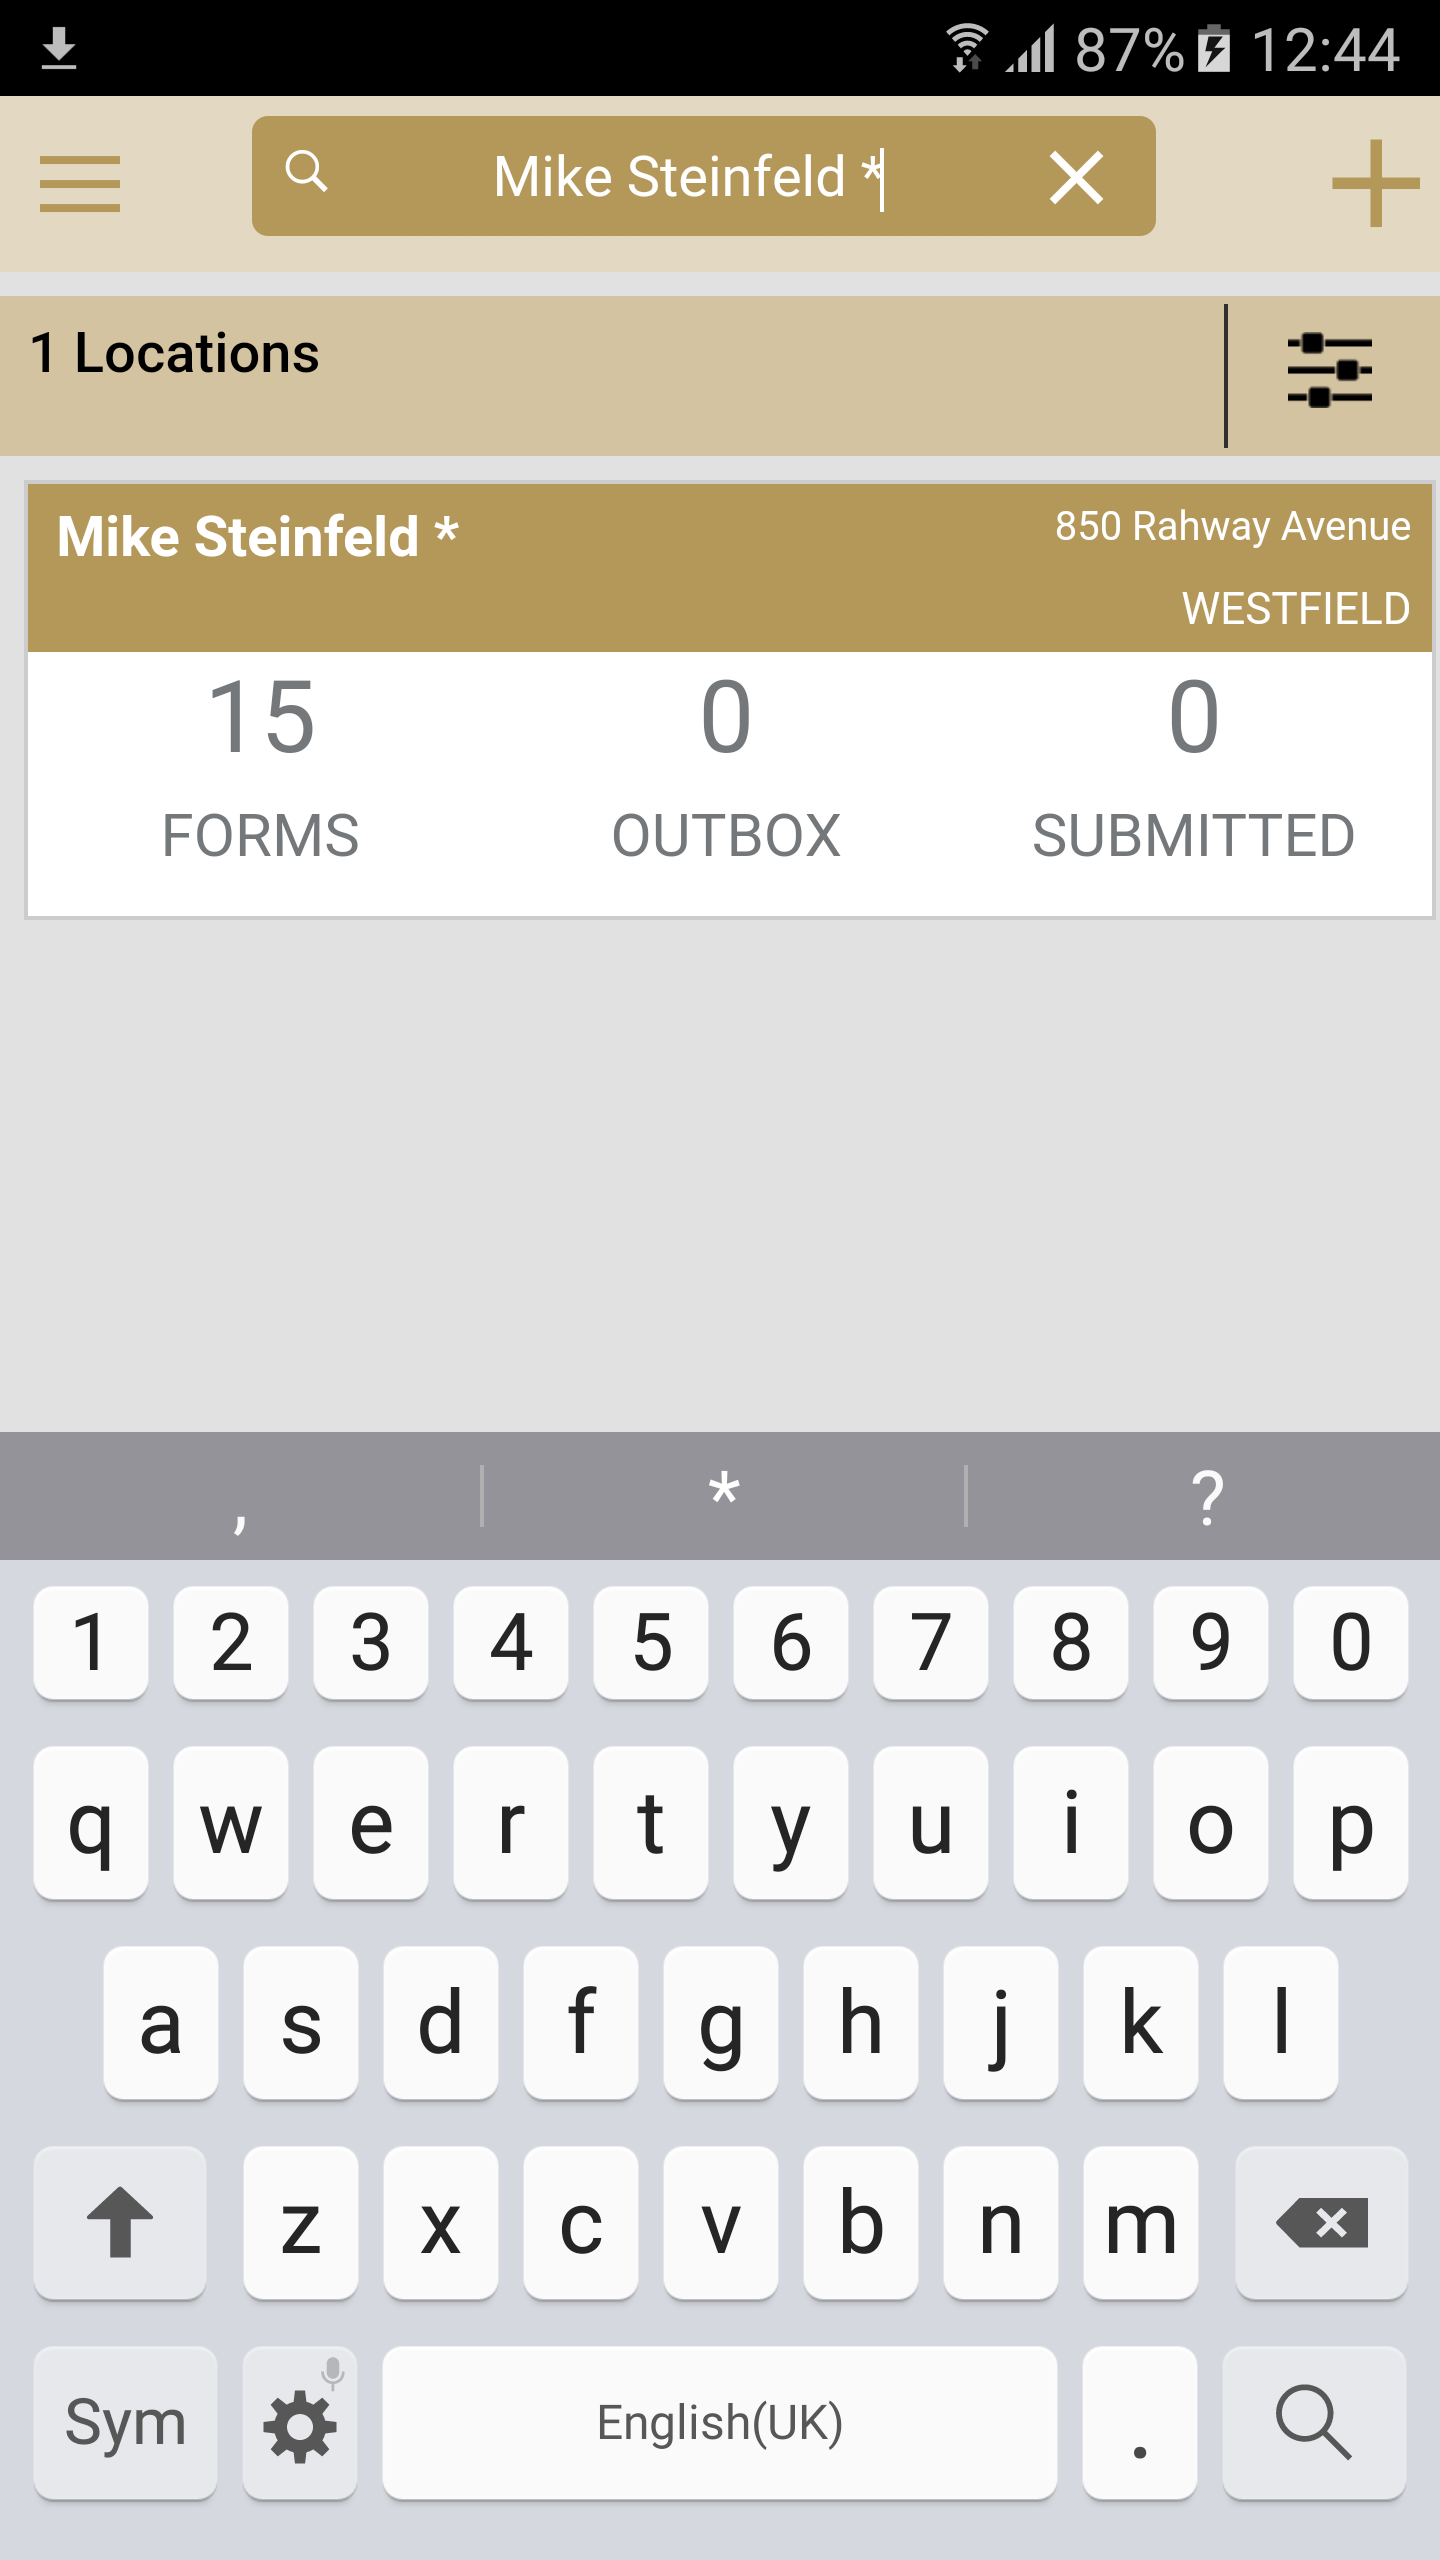 87% 12:44
Mike Steinfeld *
1 Locations
Mike Steinfeld *
850 Rahway Avenue
WESTFIELD
15 0 0
FORMS OUTBOX SUBMITTED
, * ?
1 2 3 4 5 6 7 8 9 0
q w e r t y u i o p
a s d f g h j k l
z x c v b n m
Sym English(UK) .